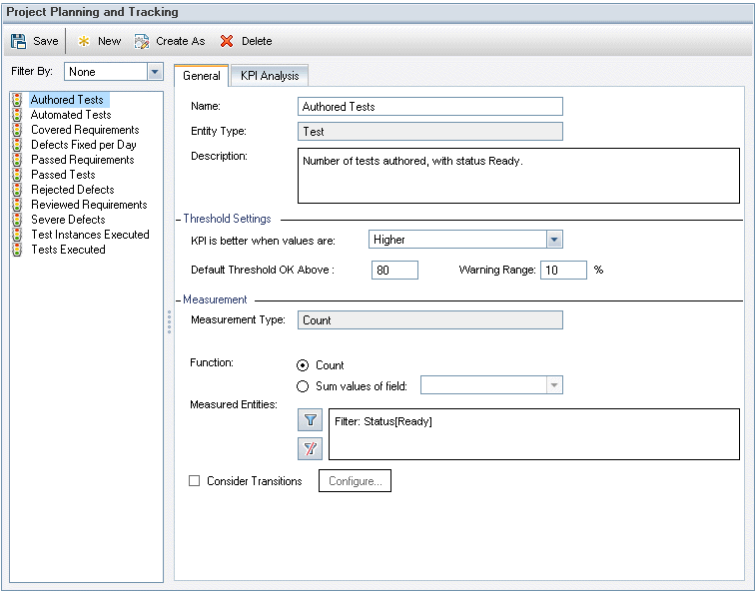 Project Planning and Tracking
Save New Create As Delete
Filter By: None
Authored Tests
Automated Tests
Covered Requirements
Defects Fixed per Day
Passed Requirements
Passed Tests
Rejected Defects
Reviewed Requirements
Severe Defects
Test Instances Executed
Tests Executed
General KPI Analysis
Name: Authored Tests
Entity Type: Test
Description: Number of tests authored, with status Ready.
Threshold Settings
KPI is better when values are: Higher
Default Threshold OK Above : 80 Warning Range: 10 %
Measurement
Measurement Type: Count
Function: Count
Sum values of field:
Measured Entities: Filter: Status[Ready]
Consider Transitions Configure...